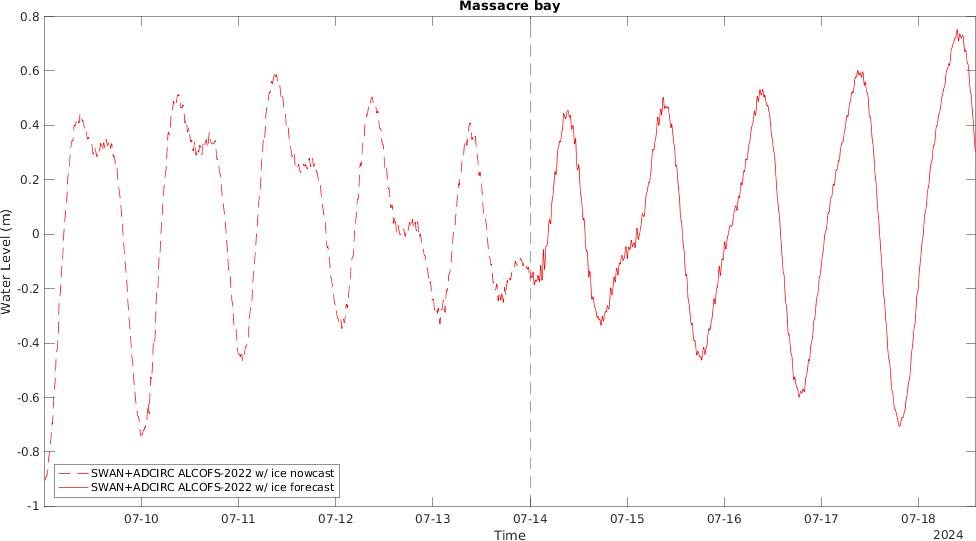 Massacre bay
0.8
0.6
0.4
0.2
0
-0.2
-0.4
-0.6
-0.8
-1
Water Level (m)
SWAN+ADCIRC ALCOFS-2022 w/ ice nowcast
SWAN+ADCIRC ALCOFS-2022 w/ ice forecast
07-10 07-11 07-12 07-13 07-14 07-15 07-16 07-17 07-18
Time
2024